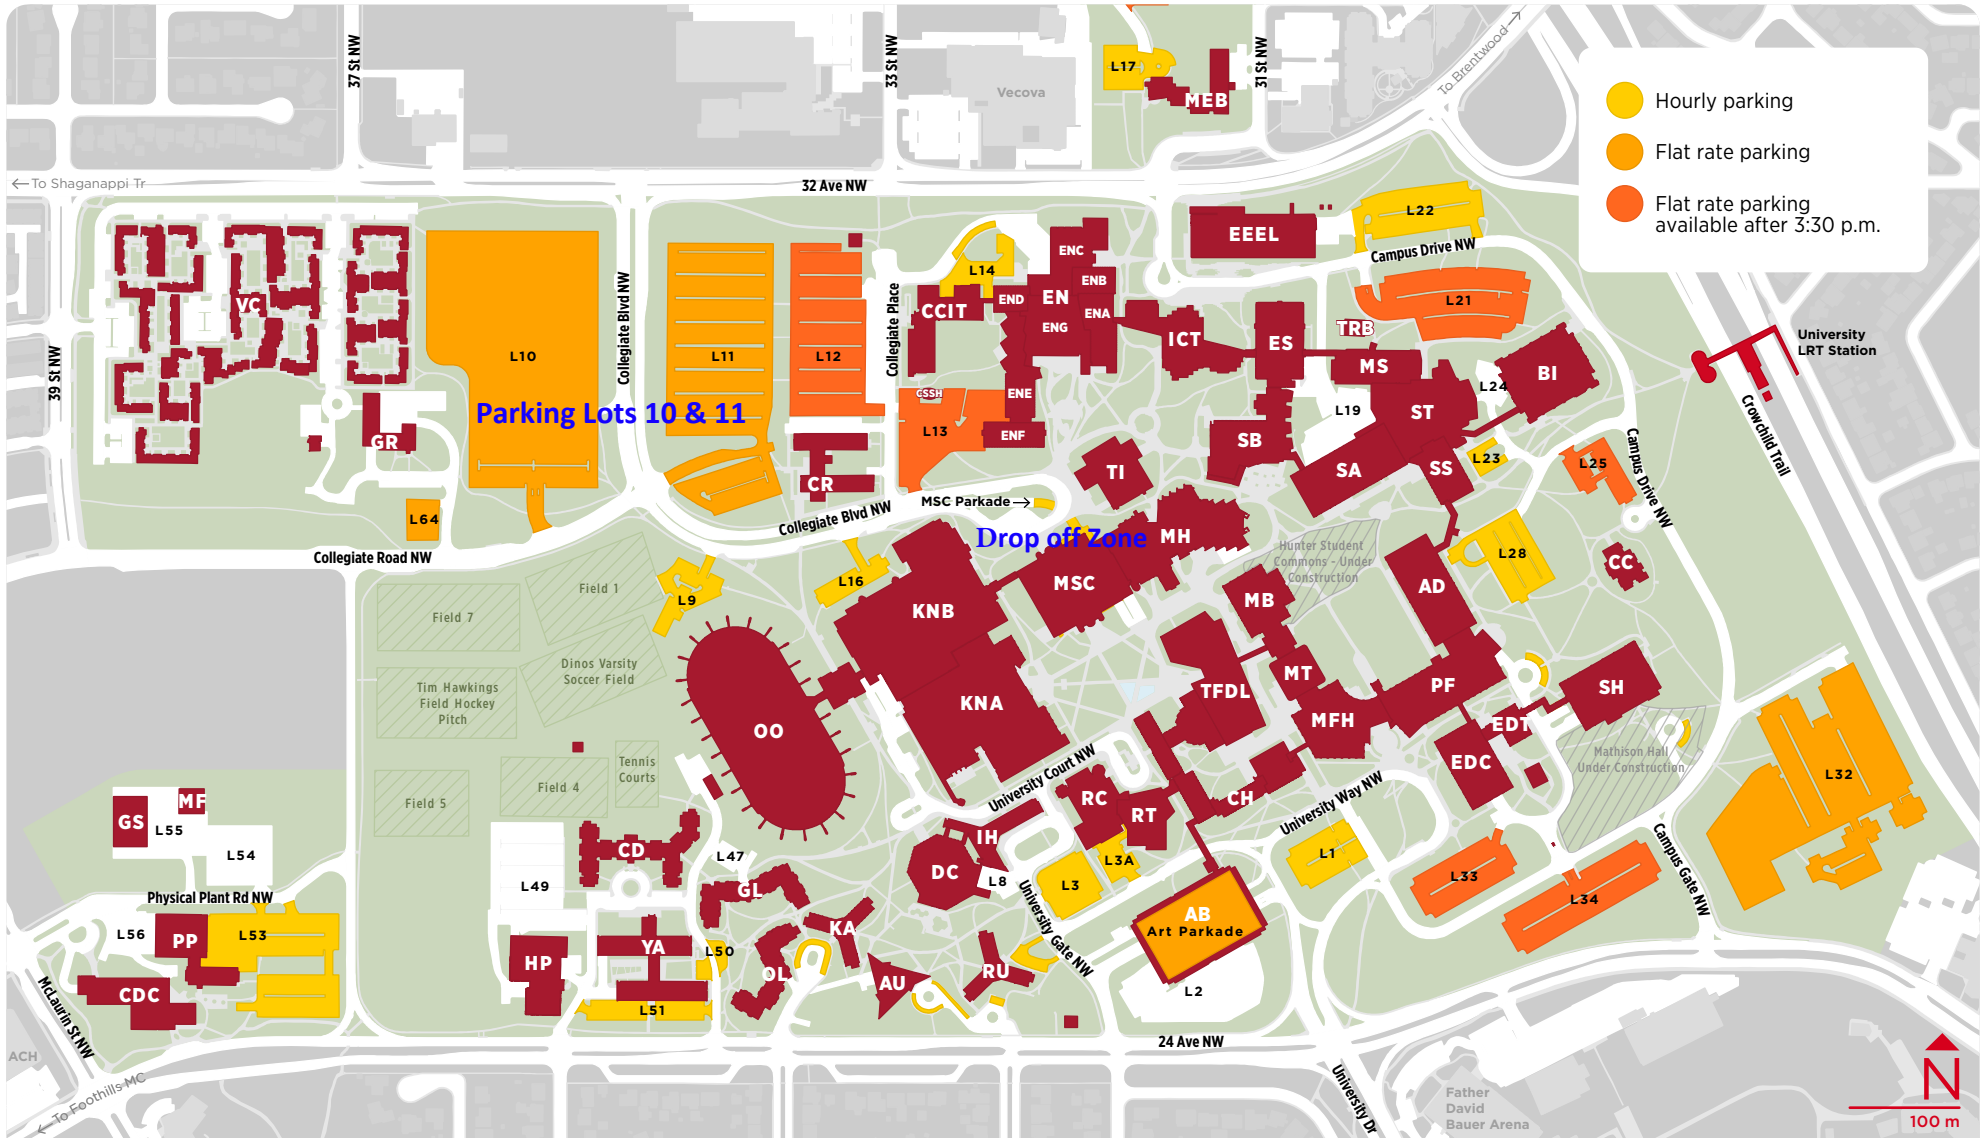 37 St NW
33 St NW
31 St NW
To Brentwood →
Vecova
L17
MEB
Hourly parking
Flat rate parking
Flat rate parking
available after 3:30 p.m.
← To Shaganappi Tr
32 Ave NW
39 St NW
VC
GR
L10
L64
Collegiate Blvd NW
L11
L12
Collegiate Place
Parking Lots 10 & 11
CR
Collegiate Blvd NW
Collegiate Road NW
L14
CCIT
CSSH
L13
ENC
ENB
END
EN
ENA
ENG
ENE
ENF
ICT
EEEL
L22
Campus Drive NW
L21
TRB
ES
MS
L19
ST
L24
BI
SB
SA
SS
L23
L25
Campus Drive NW
University
LRT Station
Crowchild Trail
TI
MSC Parkade →
Drop off Zone
MH
MSC
Hunter Student
Commons - Under
Construction
MB
AD
L28
CC
L16
L9
KNB
KNA
OO
Field 7
Field 1
Dinos Varsity
Soccer Field
Tim Hawkings
Field Hockey
Pitch
Field 5
Field 4
Tennis
Courts
TFDL
MT
MFH
PF
EDT
EDC
SH
Mathison Hall
Under Construction
L32
University Court NW
RC
RT
CH
University Way NW
IH
DC
L8
L3
L3A
L1
L33
L34
Campus Gate NW
AB
Art Parkade
L2
University Gate NW
GS
MF
L55
L54
Physical Plant Rd NW
L56
PP
L53
CDC
McLaurin St NW
ACH
← To Foothills MC
L49
CD
L47
GL
HP
YA
L50
L51
OL
KA
AU
RU
24 Ave NW
University Dr
Father
David
Bauer Arena
N
100 m